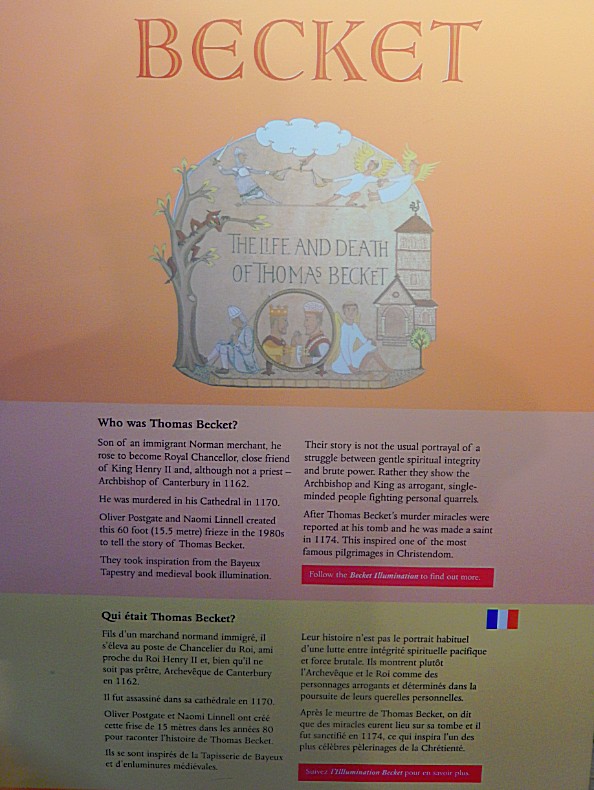 BECKET
THE LIFE AND DEATH
OF THOMAS BECKET
Who was Thomas Becket?
Son of an immigrant Norman merchant, he
rose to become Royal Chancellor, close friend
of King Henry II and, although not a priest –
Archbishop of Canterbury in 1162.
He was murdered in his Cathedral in 1170.
Oliver Postgate and Naomi Linnell created
this 60 foot (15.5 metre) frieze in the 1980s
to tell the story of Thomas Becket.
They took inspiration from the Bayeux
Tapestry and medieval book illumination.
Their story is not the usual portrayal of a
struggle between gentle spiritual integrity
and brute power. Rather they show the
Archbishop and King as arrogant, single-
minded people fighting personal quarrels.
After Thomas Becket's murder miracles were
reported at his tomb and he was made a saint
in 1174. This inspired one of the most
famous pilgrimages in Christendom.
Follow the Becket Illumination to find out more.
Qui était Thomas Becket?
Fils d'un marchand normand immigré, il
s'éleva au poste de Chancelier du Roi, ami
proche du Roi Henry II et, bien qu'il ne
soit pas prêtre, Archevêque de Canterbury
en 1162.
Il fut assassiné dans sa cathédrale en 1170.
Oliver Postgate et Naomi Linnell ont créé
cette frise de 15 mètres dans les années 80
pour raconter l'histoire de Thomas Becket.
Ils se sont inspirés de la Tapisserie de Bayeux
et d'enluminures médiévales.
Leur histoire n'est pas le portrait habituel
d'une lutte entre intégrité spirituelle pacifique
et force brutale. Ils montrent plutôt
l'Archevêque et le Roi comme des
personnages arrogants et déterminés dans la
poursuite de leurs querelles personnelles.
Après le meurtre de Thomas Becket, on dit
que des miracles eurent lieu sur sa tombe et il
fut sanctifié en 1174, ce qui inspira l'un des
plus célèbres pèlerinages de la Chrétienté.
Suivez l'Illumination Becket pour en savoir plus.